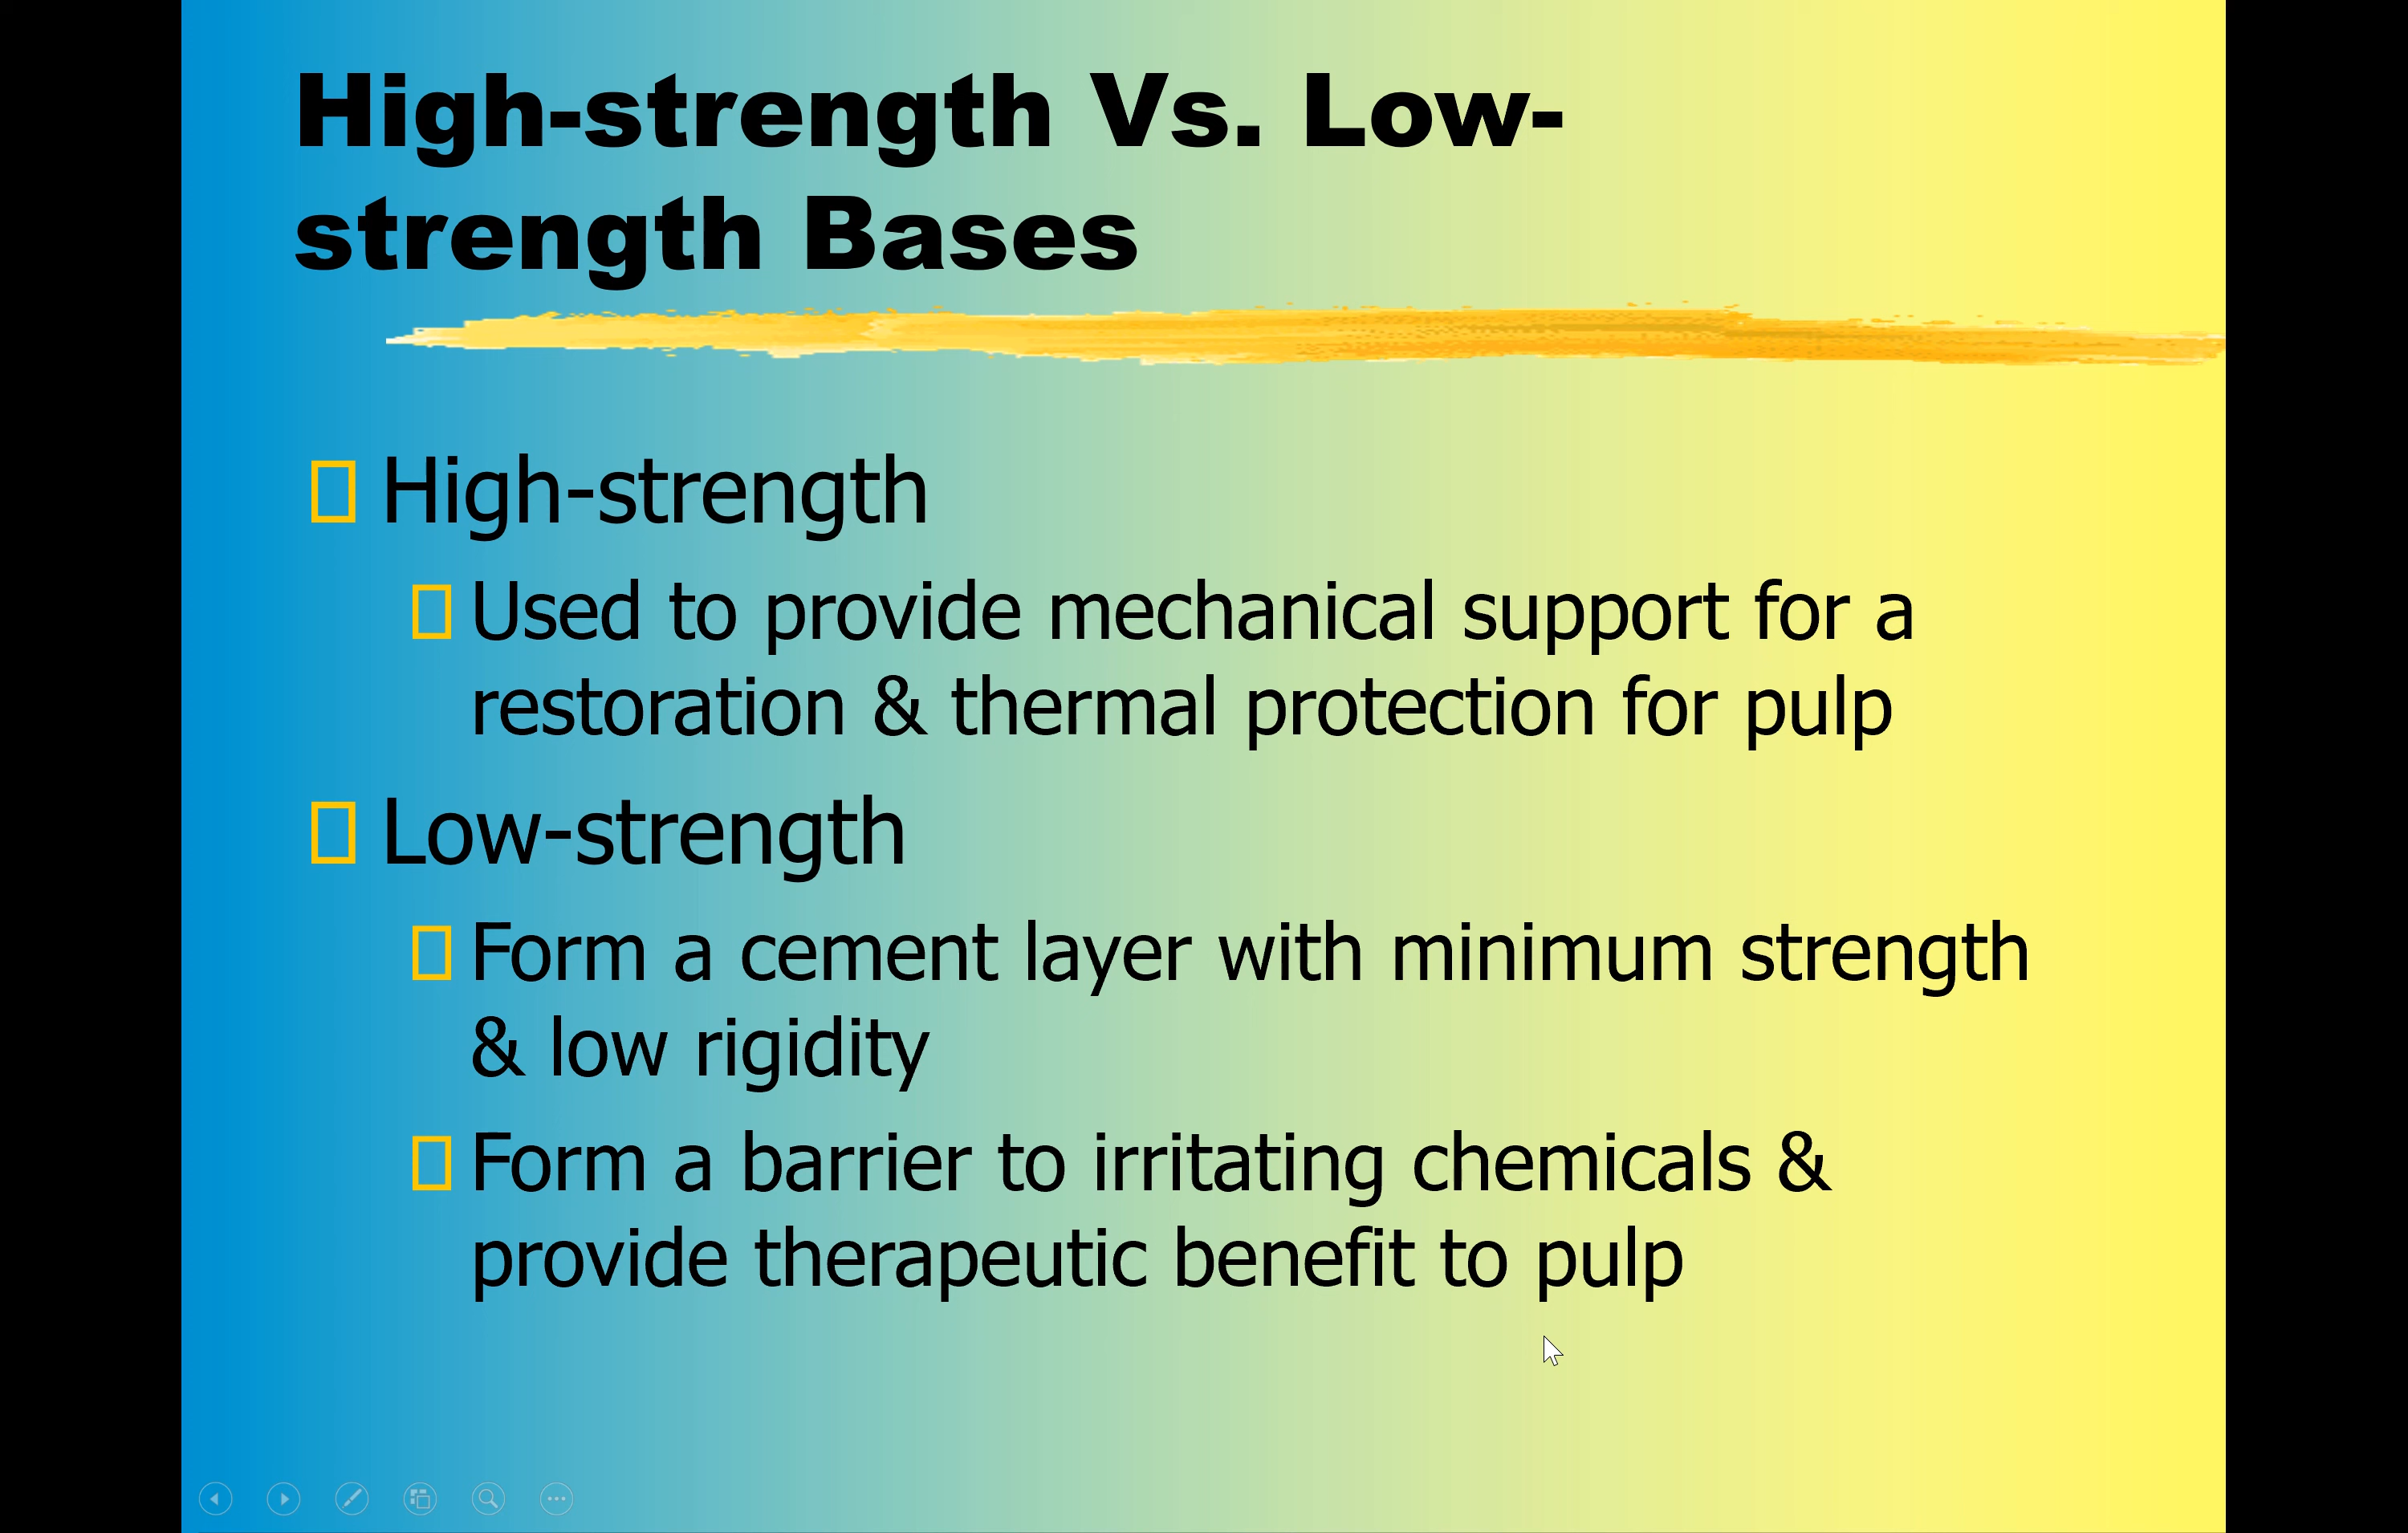 High-strength Vs. Low-
strength Bases
High-strength
Used to provide mechanical support for a
restoration & thermal protection for pulp
Low-strength
Form a cement layer with minimum strength
& low rigidity
Form a barrier to irritating chemicals &
provide therapeutic benefit to pulp